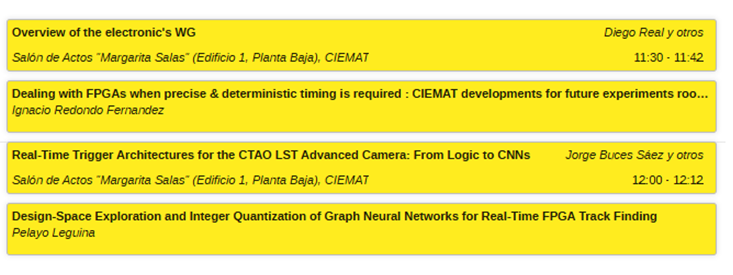 Overview of the electronic's WG Diego Real y otros
Salón de Actos "Margarita Salas" (Edificio 1, Planta Baja), CIEMAT 11:30 - 11:42
Dealing with FPGAs when precise & deterministic timing is required : CIEMAT developments for future experiments roo…
Ignacio Redondo Fernandez
Real-Time Trigger Architectures for the CTAO LST Advanced Camera: From Logic to CNNs Jorge Buces Sáez y otros
Salón de Actos "Margarita Salas" (Edificio 1, Planta Baja), CIEMAT 12:00 - 12:12
Design-Space Exploration and Integer Quantization of Graph Neural Networks for Real-Time FPGA Track Finding
Pelayo Leguina